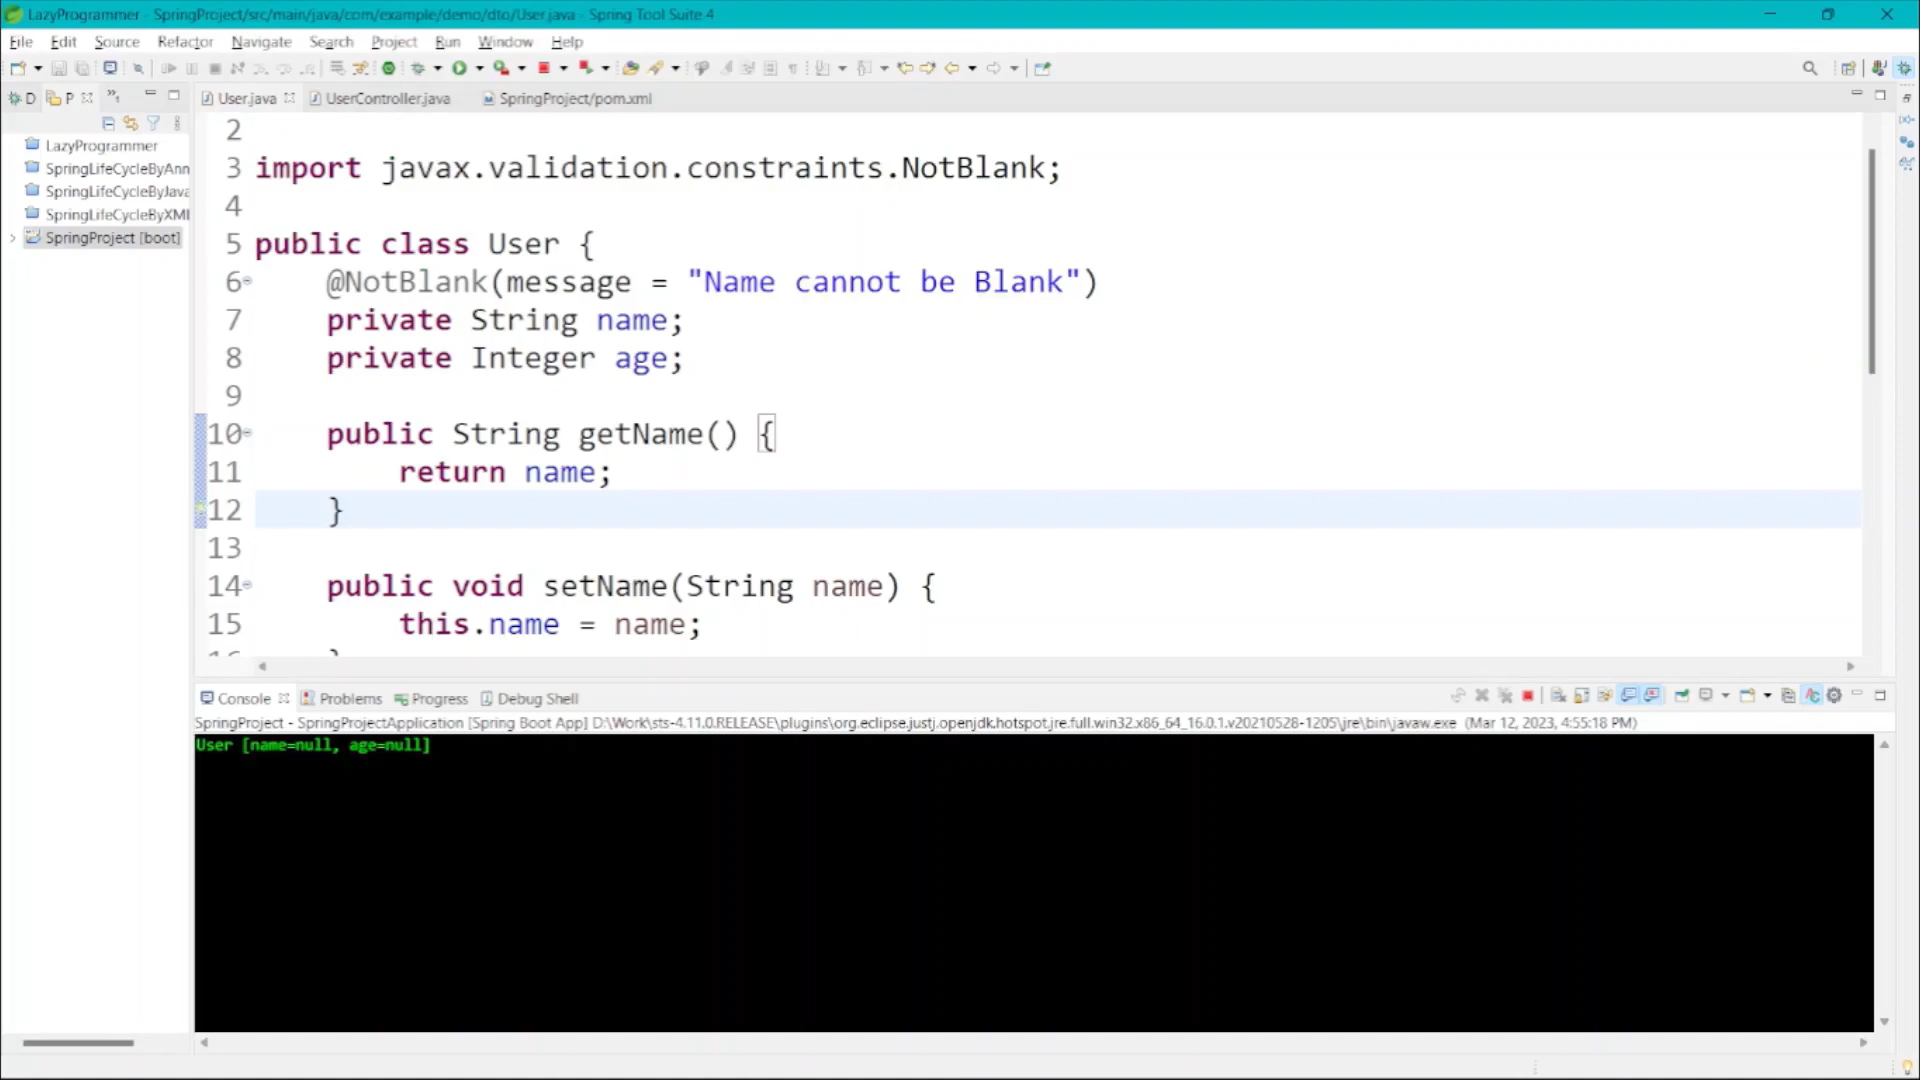 LazyProgrammer - SpringProject/src/main/java/com/example/demo/dto/User.java - Spring Tool Suite 4
File Edit Source Refactor Navigate Search Project Run Window Help
D P User.java UserController.java SpringProject/pom.xml
LazyProgrammer
SpringLifeCycleByAnn
SpringLifeCycleByJava
SpringLifeCycleByXML
SpringProject [boot]
2
3 import javax.validation.constraints.NotBlank;
4
5 public class User {
6 @NotBlank(message = "Name cannot be Blank")
7 private String name;
8 private Integer age;
9
10 public String getName() {
11 return name;
12 }
13
14 public void setName(String name) {
15 this.name = name;
Console Problems Progress Debug Shell
SpringProject - SpringProjectApplication [Spring Boot App] D:\Work\sts-4.11.0.RELEASE\plugins\org.eclipse.justj.openjdk.hotspot.jre.full.win32.x86_64_16.0.1.v20210528-1205\jre\bin\javaw.exe (Mar 12, 2023, 4:55:18 PM)
User [name=null, age=null]